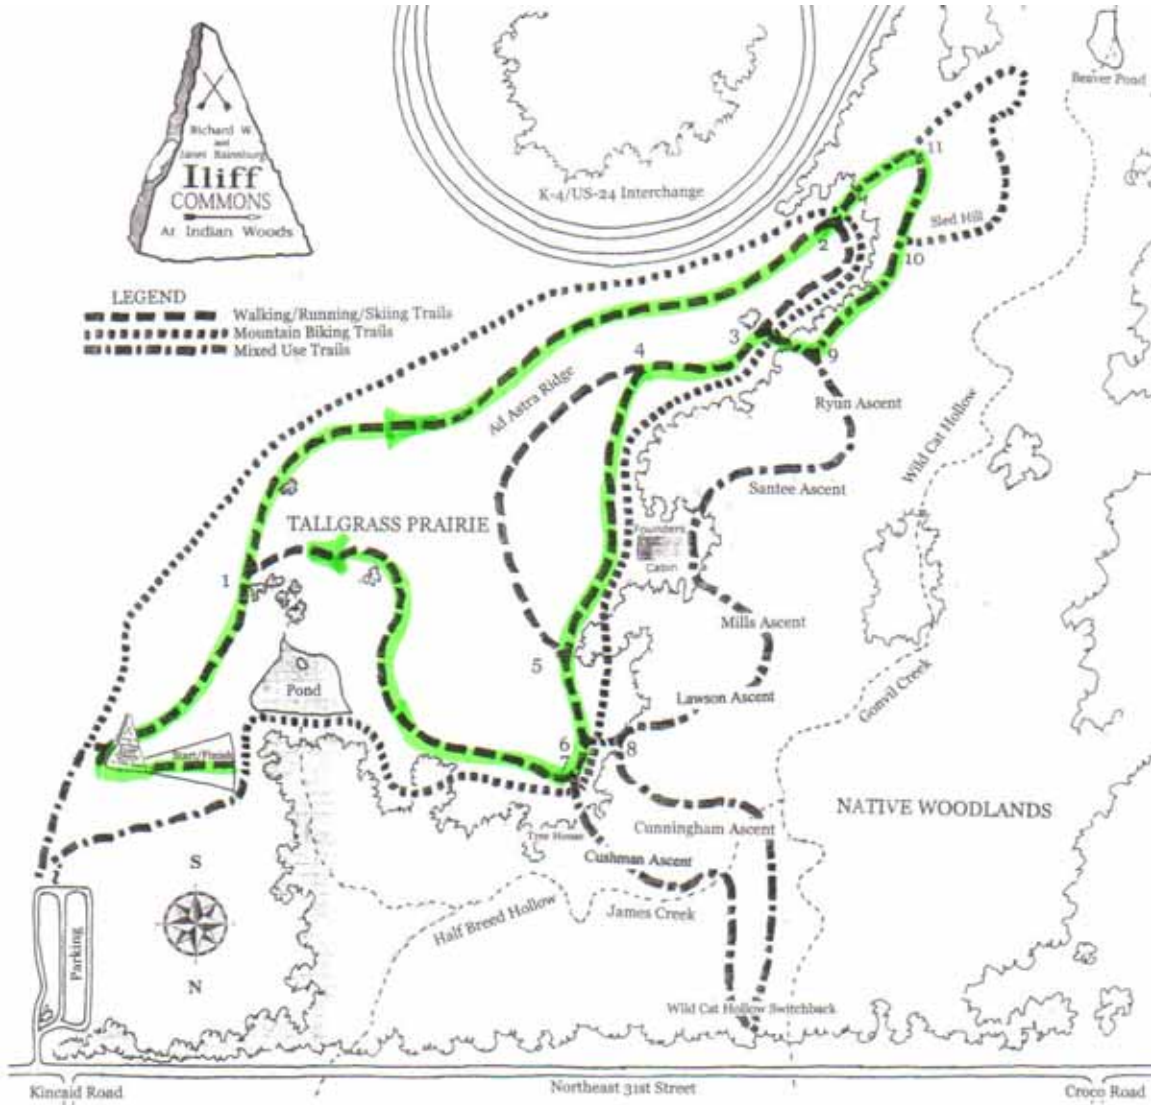 Richard W.
and
Janet Rainsburg
Iliff
COMMONS
At Indian Woods
K-4/US-24 Interchange
Beaver Pond
11
Sled Hill
2
10
LEGEND
Walking/Running/Skiing Trails
Mountain Biking Trails
Mixed Use Trails
3
9
4
Ad Astra Ridge
Ryun Ascent
Wild Cat Hollow
Santee Ascent
TALLGRASS PRAIRIE
Founders
Cabin
1
Mills Ascent
5
Pond
Lawson Ascent
Gonvil Creek
6
7
8
Start/Finish
NATIVE WOODLANDS
Tree House
Cunningham Ascent
Cushman Ascent
S
N
Half Breed Hollow
James Creek
Parking
Wild Cat Hollow Switchback
Kincaid Road
Northeast 31st Street
Croco Road